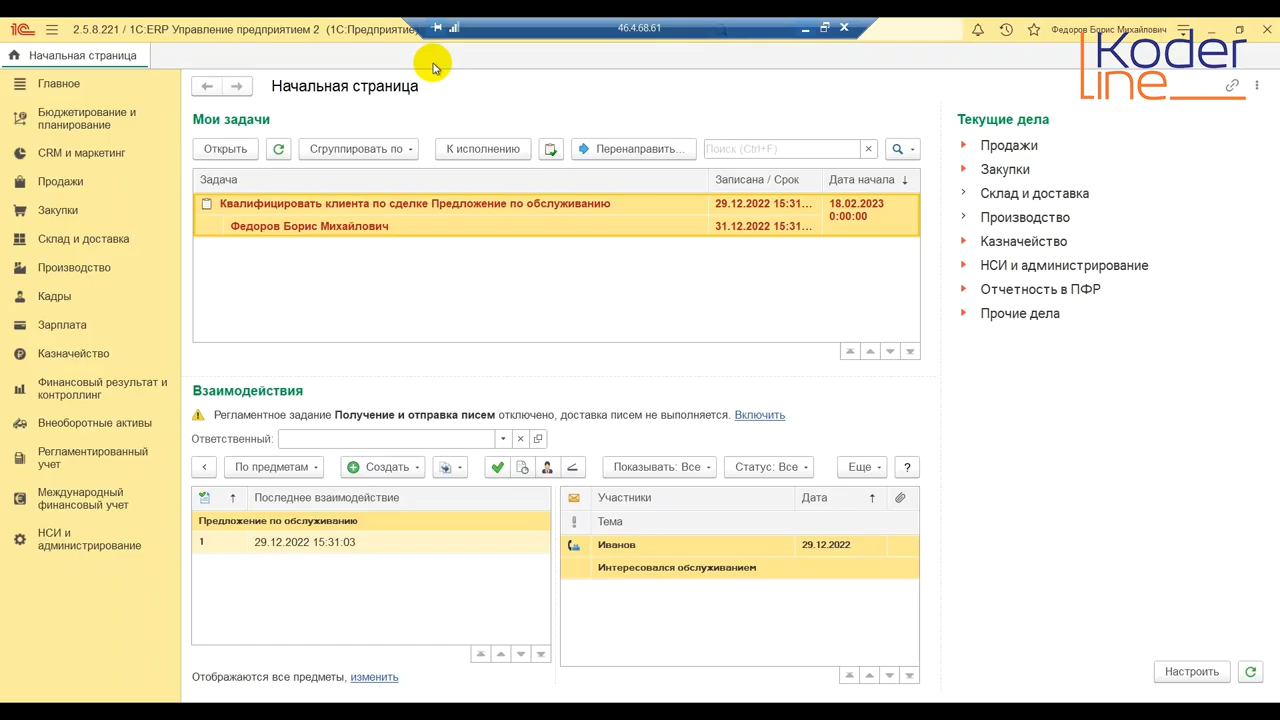 2.5.8.221 / 1С:ERP Управление предприятием 2 (1С:Предприятие
46.4.68.61
Федоров Борис Михайлович
Koder
line
Начальная страница
Главное
Бюджетирование и
планирование
CRM и маркетинг
Продажи
Закупки
Склад и доставка
Производство
Кадры
Зарплата
Казначейство
Финансовый результат и
контроллинг
Внеоборотные активы
Регламентированный
учет
Международный
финансовый учет
НСИ и
администрирование
Начальная страница
Мои задачи
Открыть
Сгруппировать по
К исполнению
Перенаправить...
Поиск (Ctrl+F)
Задача
Записана / Срок
Дата начала
Квалифицировать клиента по сделке Предложение по обслуживанию
29.12.2022 15:31...
18.02.2023
0:00:00
Федоров Борис Михайлович
31.12.2022 15:31...
Взаимодействия
Регламентное задание Получение и отправка писем отключено, доставка писем не выполняется. Включить
Ответственный:
По предметам
Создать
Показывать: Все
Статус: Все
Еще
?
Последнее взаимодействие
Предложение по обслуживанию
1 29.12.2022 15:31:03
Участники
Дата
Тема
Иванов
29.12.2022
Интересовался обслуживанием
Отображаются все предметы, изменить
Текущие дела
Продажи
Закупки
Склад и доставка
Производство
Казначейство
НСИ и администрирование
Отчетность в ПФР
Прочие дела
Настроить